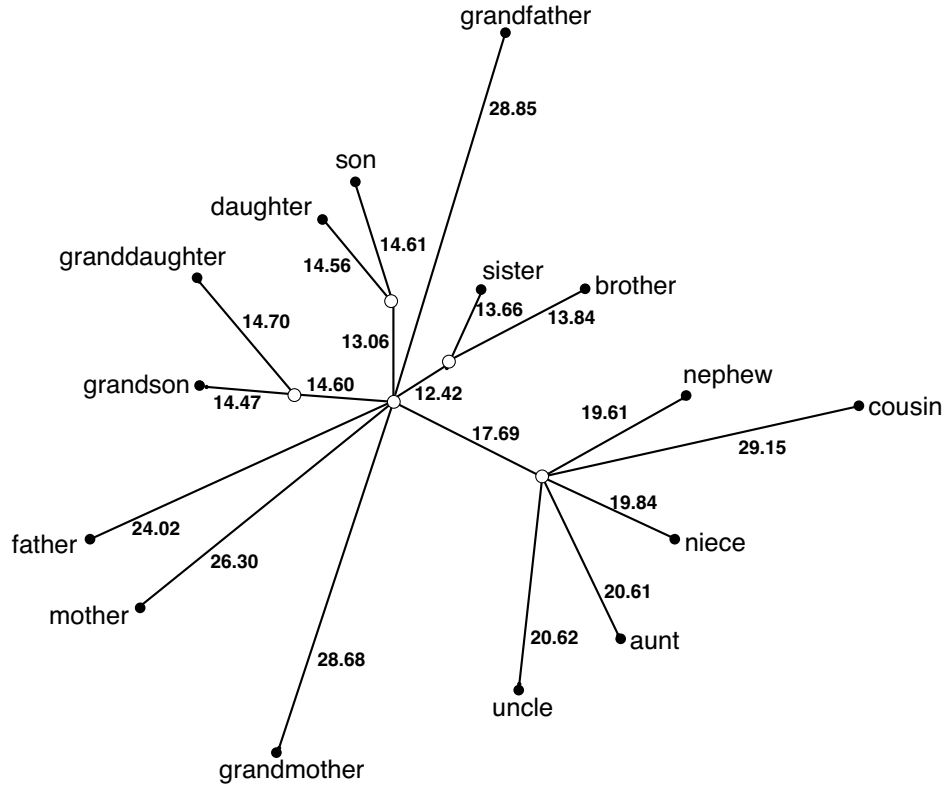 grandfather
28.85
son
daughter
14.61
14.56
granddaughter
sister
brother
13.66
13.84
14.70
13.06
grandson
14.60
14.47
12.42
nephew
cousin
19.61
17.69
29.15
19.84
father
24.02
niece
26.30
mother
20.61
20.62
aunt
28.68
uncle
grandmother